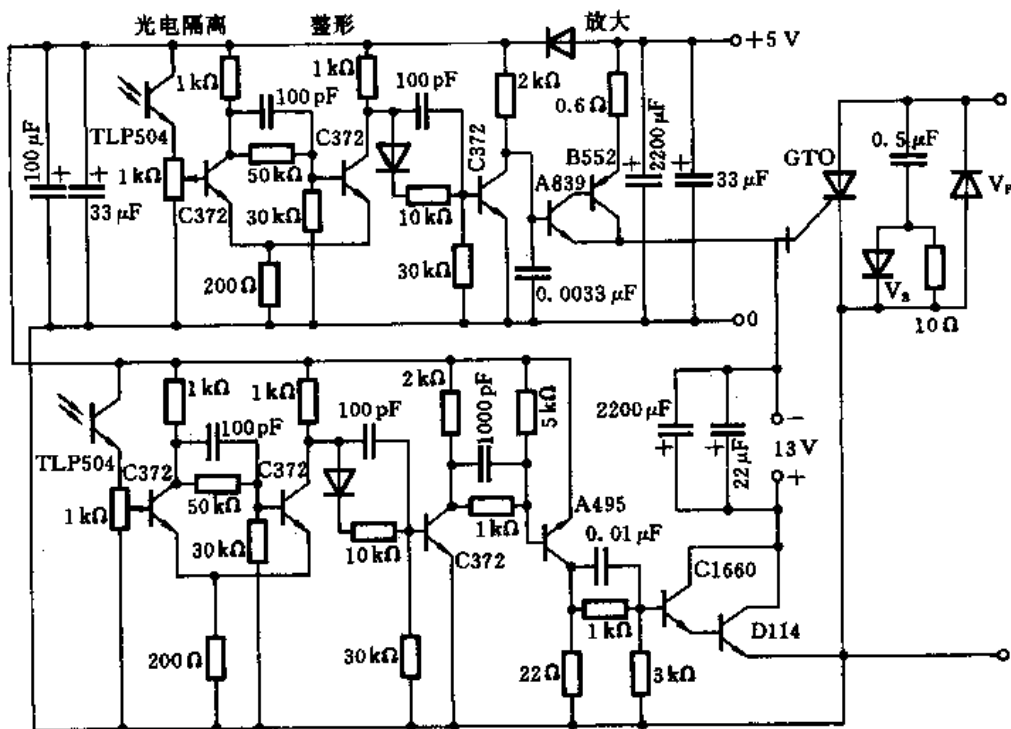 光电隔离 整形 放大
+5 V
1 kΩ
1 kΩ
100 pF
100 pF
2 kΩ
0.6 Ω
2200 μF
TLP504
C372
C372
B552
GTO
0.5 μF
100 μF
33 μF
1 kΩ
50 kΩ
A839
33 μF
C372
30 kΩ
10 kΩ
200 Ω
30 kΩ
0.0033 μF
10 Ω
0
1 kΩ
1 kΩ
2 kΩ
1000 pF
5 kΩ
100 pF
100 pF
2200 μF
22 μF
−
13 V
+
TLP504
C372
C372
50 kΩ
1 kΩ
A495
1 kΩ
30 kΩ
10 kΩ
C372
0.01 μF
C1660
1 kΩ
D114
200 Ω
30 kΩ
22 Ω
3 kΩ